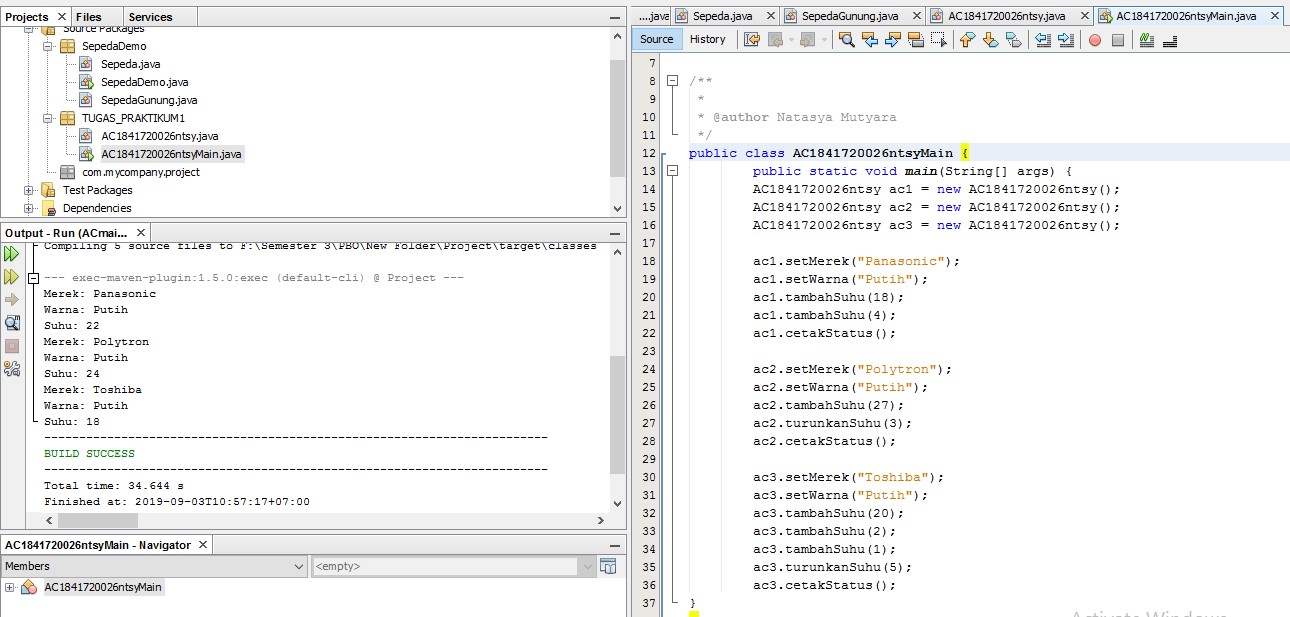 Projects Files Services
Source Packages
SepedaDemo
Sepeda.java
SepedaDemo.java
SepedaGunung.java
TUGAS_PRAKTIKUM1
AC1841720026ntsy.java
AC1841720026ntsyMain.java
com.mycompany.project
Test Packages
Dependencies
Output - Run (ACmai...
Compiling 5 source files to F:\Semester 3\PBO\New Folder\Project\target\classes
--- exec-maven-plugin:1.5.0:exec (default-cli) @ Project ---
Merek: Panasonic
Warna: Putih
Suhu: 22
Merek: Polytron
Warna: Putih
Suhu: 24
Merek: Toshiba
Warna: Putih
Suhu: 18
------------------------------------------------------------------------
BUILD SUCCESS
------------------------------------------------------------------------
Total time: 34.644 s
Finished at: 2019-09-03T10:57:17+07:00
AC1841720026ntsyMain - Navigator
Members <empty>
AC1841720026ntsyMain
....java Sepeda.java SepedaGunung.java AC1841720026ntsy.java AC1841720026ntsyMain.java
Source History
7
8 /**
9 *
10 * @author Natasya Mutyara
11 */
12 public class AC1841720026ntsyMain {
13 public static void main(String[] args) {
14 AC1841720026ntsy ac1 = new AC1841720026ntsy();
15 AC1841720026ntsy ac2 = new AC1841720026ntsy();
16 AC1841720026ntsy ac3 = new AC1841720026ntsy();
17
18 ac1.setMerek("Panasonic");
19 ac1.setWarna("Putih");
20 ac1.tambahSuhu(18);
21 ac1.tambahSuhu(4);
22 ac1.cetakStatus();
23
24 ac2.setMerek("Polytron");
25 ac2.setWarna("Putih");
26 ac2.tambahSuhu(27);
27 ac2.turunkanSuhu(3);
28 ac2.cetakStatus();
29
30 ac3.setMerek("Toshiba");
31 ac3.setWarna("Putih");
32 ac3.tambahSuhu(20);
33 ac3.tambahSuhu(2);
34 ac3.tambahSuhu(1);
35 ac3.turunkanSuhu(5);
36 ac3.cetakStatus();
37 }
Activate Windows